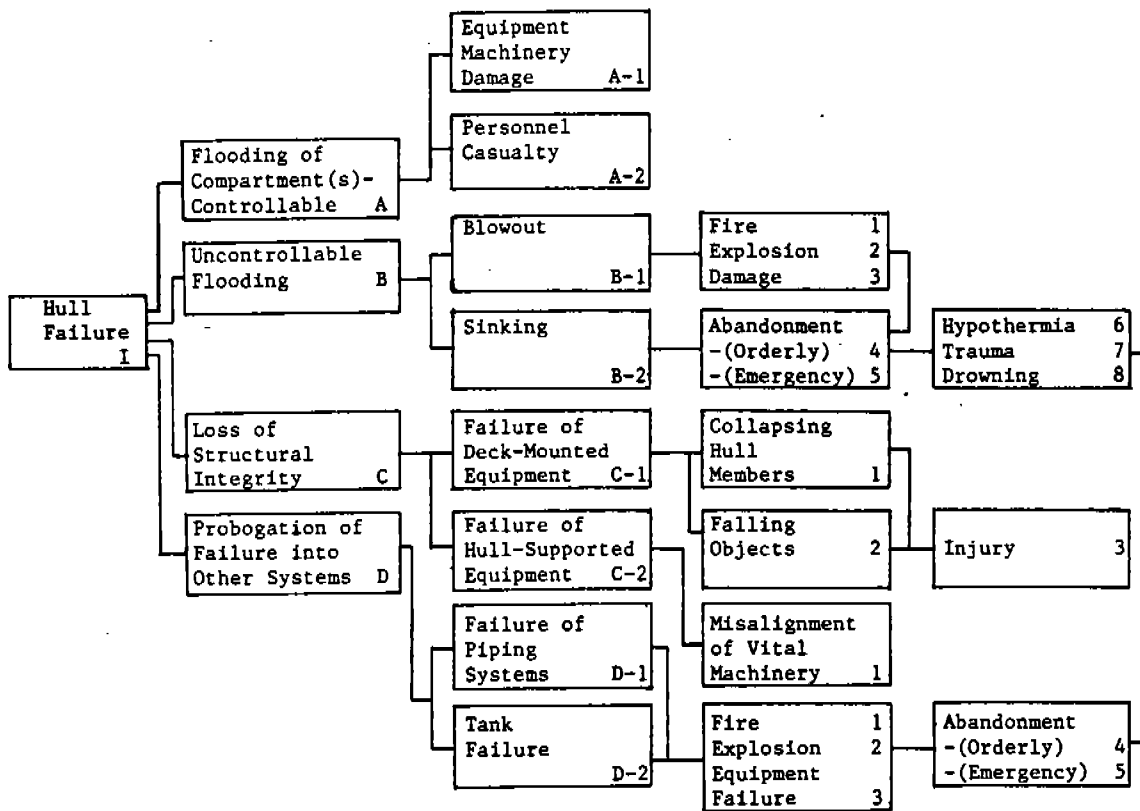 Hull
Failure
I
Flooding of
Compartment(s)-
Controllable A
Uncontrollable
Flooding B
Loss of
Structural
Integrity C
Probogation of
Failure into
Other Systems D
Equipment
Machinery
Damage A-1
Personnel
Casualty
A-2
Blowout
B-1
Sinking
B-2
Failure of
Deck-Mounted
Equipment C-1
Failure of
Hull-Supported
Equipment C-2
Failure of
Piping
Systems D-1
Tank
Failure
D-2
Fire 1
Explosion 2
Damage 3
Abandonment
-(Orderly) 4
-(Emergency) 5
Collapsing
Hull
Members 1
Falling
Objects 2
Misalignment
of Vital
Machinery 1
Fire 1
Explosion 2
Equipment
Failure 3
Hypothermia 6
Trauma 7
Drowning 8
Injury 3
Abandonment
-(Orderly) 4
-(Emergency) 5